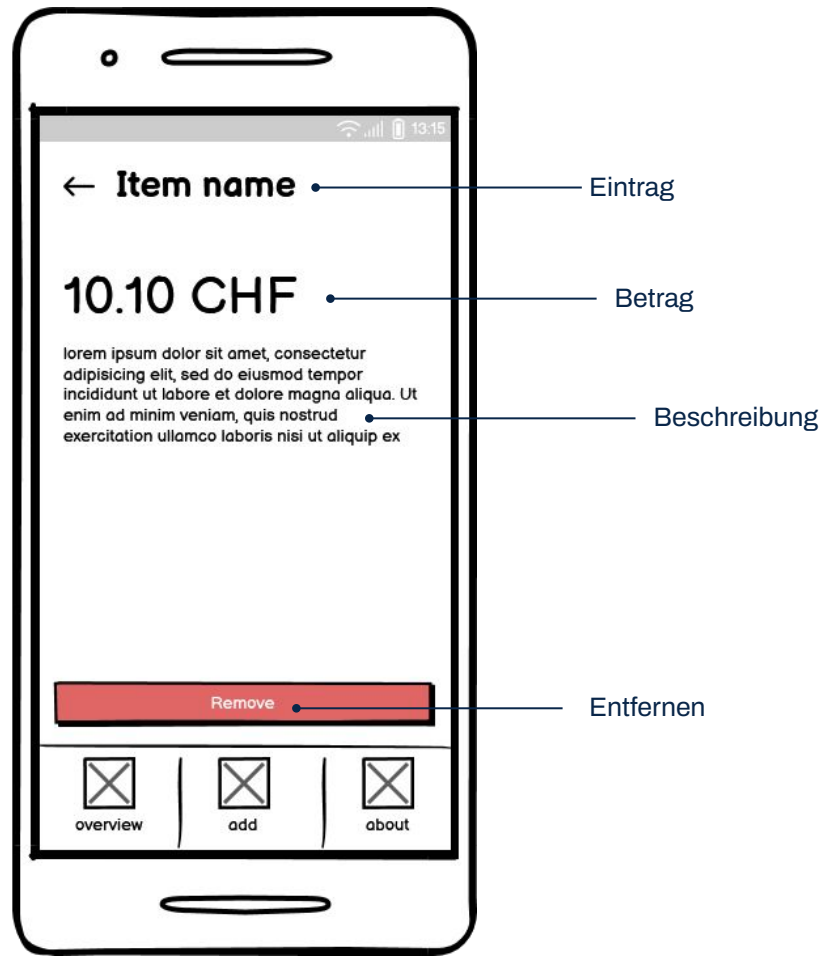 13:15
← Item name
Eintrag
10.10 CHF
Betrag
lorem ipsum dolor sit amet, consectetur
adipisicing elit, sed do eiusmod tempor
incididunt ut labore et dolore magna aliqua. Ut
enim ad minim veniam, quis nostrud
exercitation ullamco laboris nisi ut aliquip ex
Beschreibung
Remove
Entfernen
overview
add
about